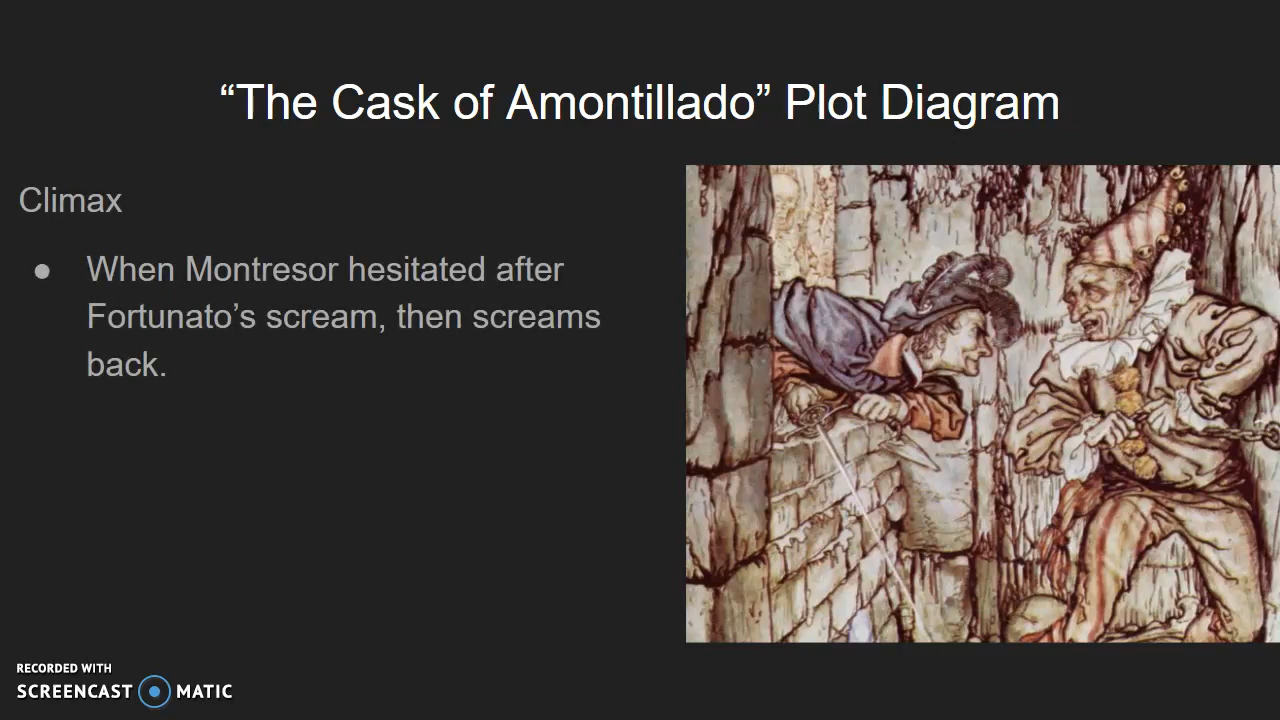 “The Cask of Amontillado” Plot Diagram
Climax
● When Montresor hesitated after
Fortunato’s scream, then screams
back.
RECORDED WITH
SCREENCAST MATIC